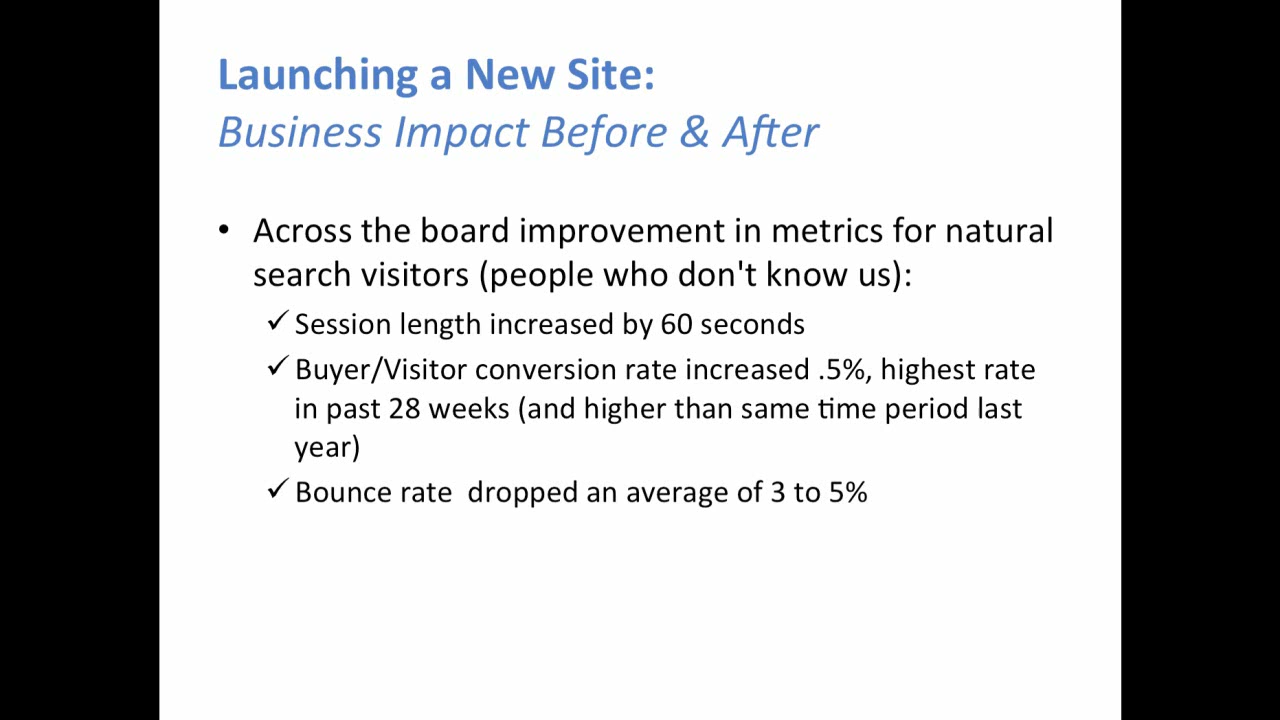 Launching a New Site:
Business Impact Before & After
• Across the board improvement in metrics for natural
search visitors (people who don't know us):
✓ Session length increased by 60 seconds
✓ Buyer/Visitor conversion rate increased .5%, highest rate
in past 28 weeks (and higher than same time period last
year)
✓ Bounce rate  dropped an average of 3 to 5%